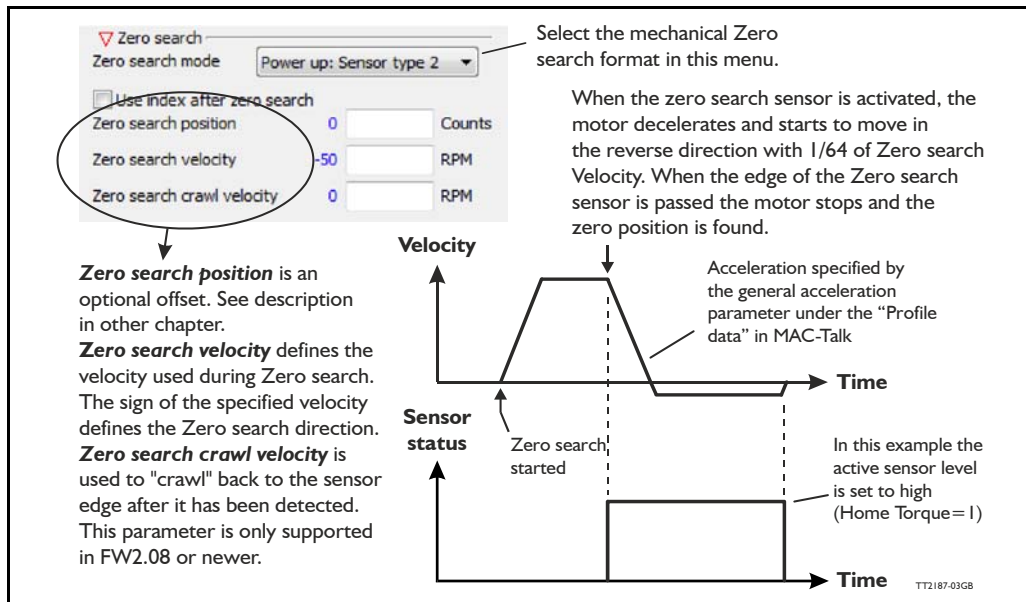 Zero search
Zero search mode Power up: Sensor type 2
Use index after zero search
Zero search position 0 Counts
Zero search velocity -50 RPM
Zero search crawl velocity 0 RPM
Select the mechanical Zero
search format in this menu.
When the zero search sensor is activated, the
motor decelerates and starts to move in
the reverse direction with 1/64 of Zero search
Velocity. When the edge of the Zero search
sensor is passed the motor stops and the
zero position is found.
Zero search position is an
optional offset. See description
in other chapter.
Zero search velocity defines the
velocity used during Zero search.
The sign of the specified velocity
defines the Zero search direction.
Zero search crawl velocity is
used to "crawl" back to the sensor
edge after it has been detected.
This parameter is only supported
in FW2.08 or newer.
Velocity
Acceleration specified by
the general acceleration
parameter under the “Profile
data” in MAC-Talk
Time
Sensor
status
Zero search
started
In this example the
active sensor level
is set to high
(Home Torque=1)
Time
TT2187-03GB